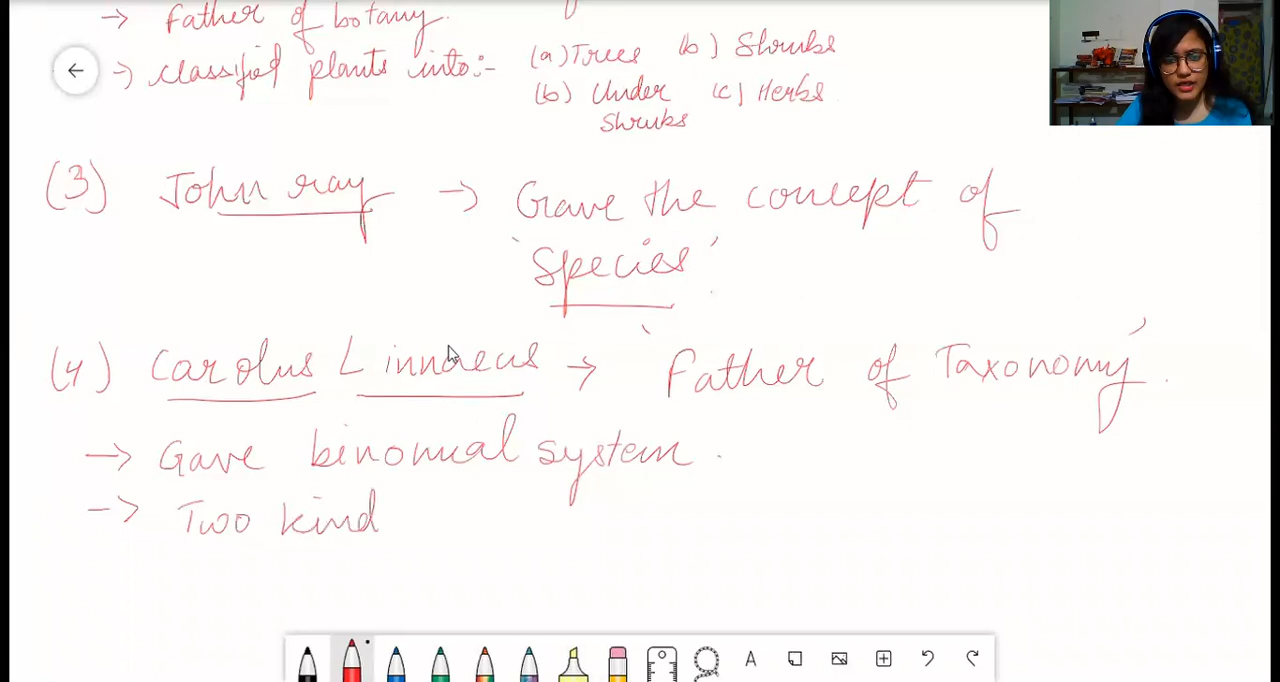 → Father of botany.
→ classified plants into:- (a) Trees (b) Shrubs
(b) Under Shrubs (c) Herbs
(3) John ray → Gave the concept of
'Species'
(4) Carolus Linnaeus → 'Father of Taxonomy'.
→ Gave binomial system.
→ Two kind
A